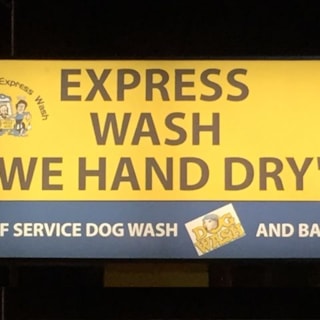 Express Wash
EXPRESS
WASH
"WE HAND DRY"
F SERVICE DOG WASH DOG WASH AND BA